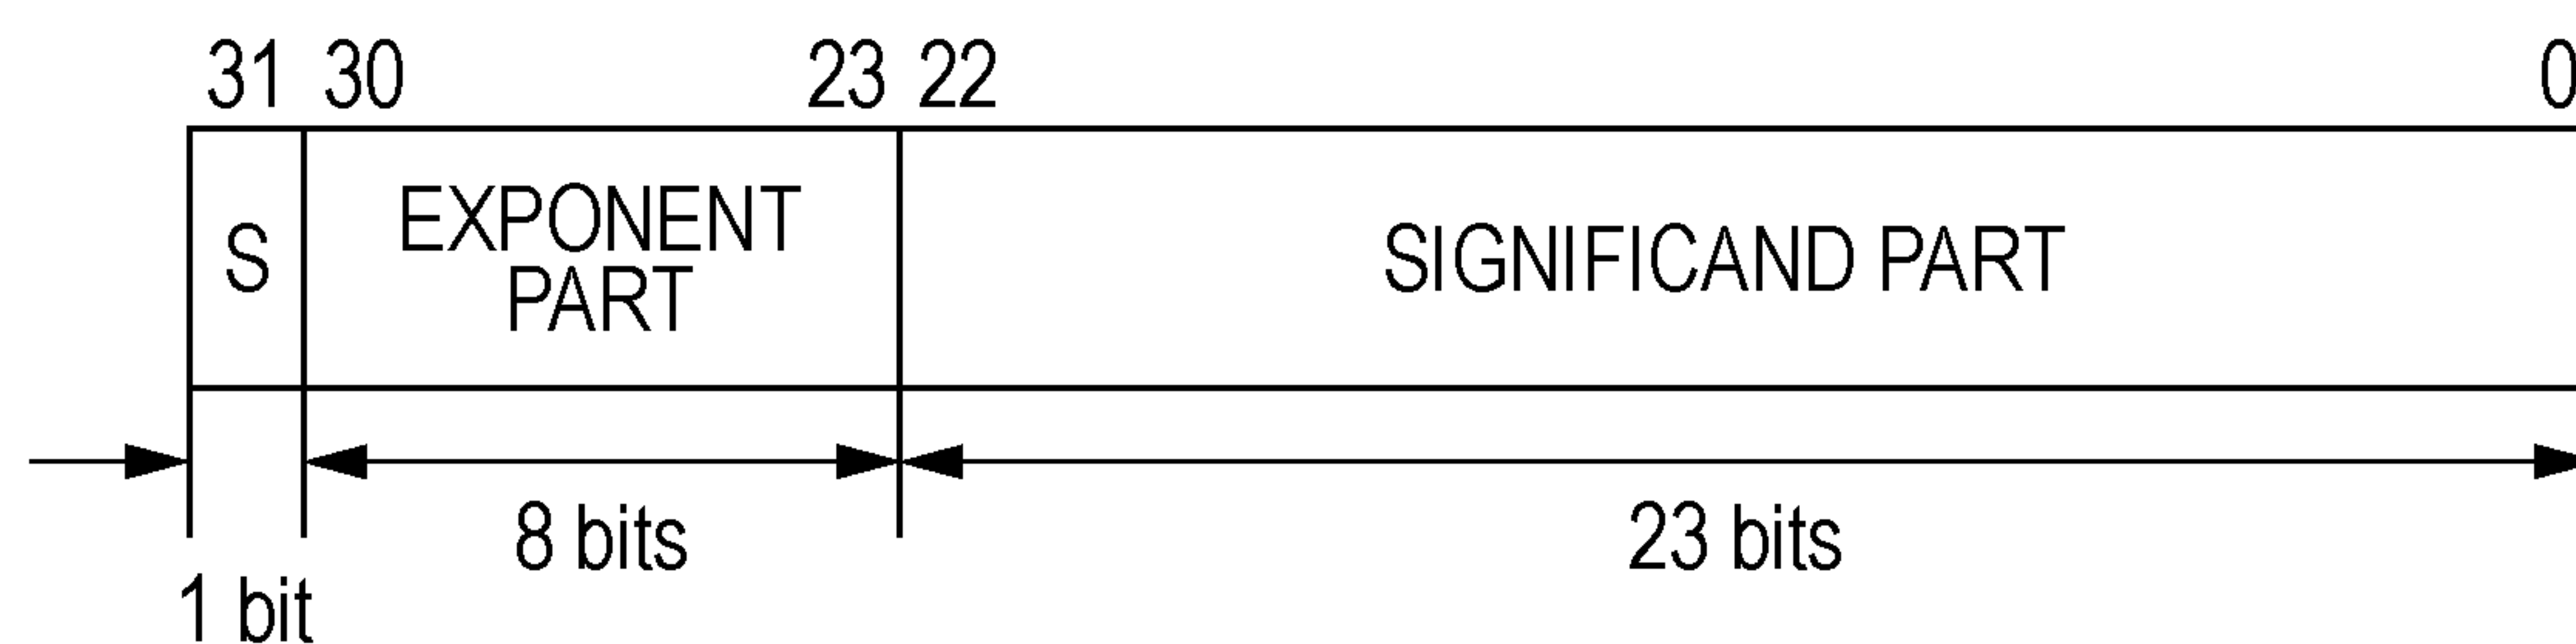 31 30 23 22 0
S EXPONENT PART SIGNIFICAND PART
8 bits 23 bits
1 bit